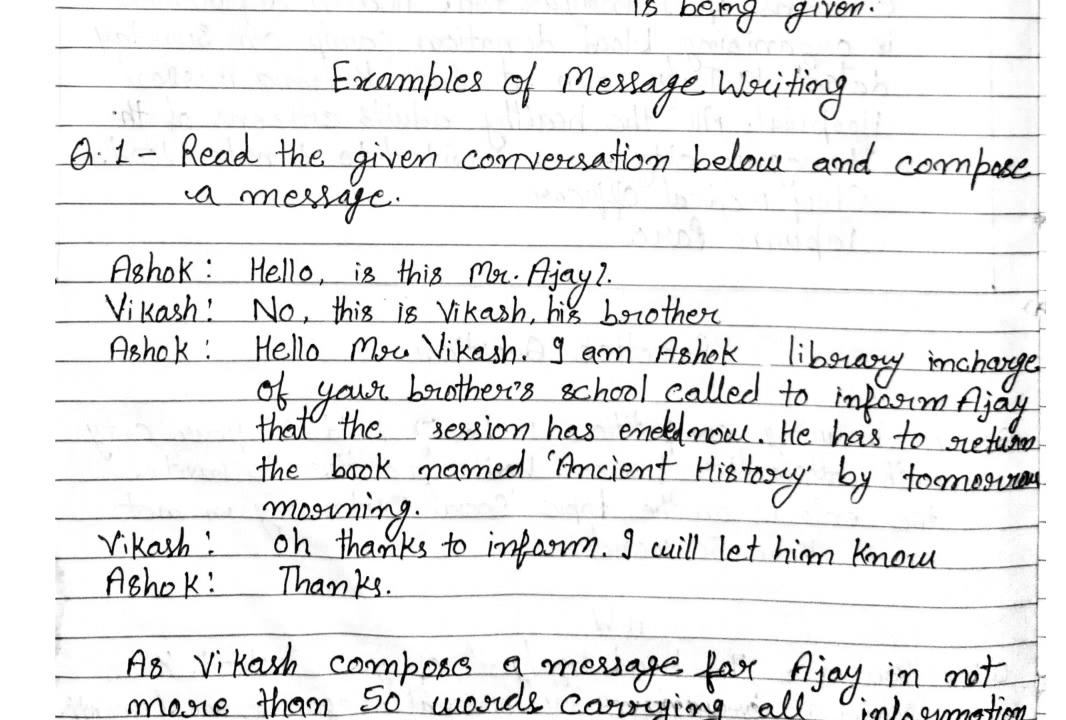 is being given.
Examples of Message Writing
Q.1- Read the given conversation below and compose
a message.
Ashok: Hello, is this Mr. Ajay?.
Vikash: No, this is Vikash, his brother
Ashok: Hello Mr. Vikash. I am Ashok library incharge
of your brother's school called to inform Ajay
that the session has ended now. He has to return
the book named 'Ancient History' by tomorrow
morning.
Vikash: Oh thanks to inform. I will let him know
Ashok: Thanks.
As Vikash compose a message for Ajay in not
more than 50 words carrying all information